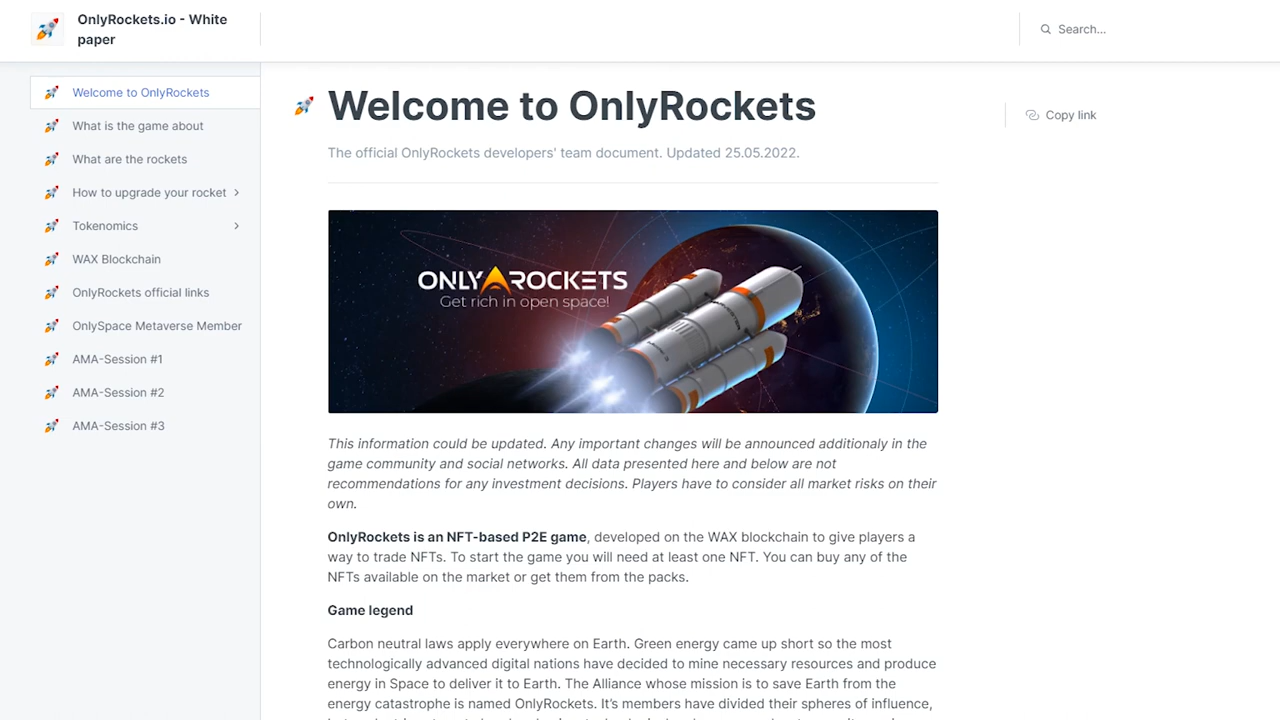 OnlyRockets.io - White
paper
Search...
Welcome to OnlyRockets
What is the game about
What are the rockets
How to upgrade your rocket
Tokenomics
WAX Blockchain
OnlyRockets official links
OnlySpace Metaverse Member
AMA-Session #1
AMA-Session #2
AMA-Session #3
Welcome to OnlyRockets
Copy link
The official OnlyRockets developers' team document. Updated 25.05.2022.
ONLY ROCKETS
Get rich in open space!
This information could be updated. Any important changes will be announced additionaly in the
game community and social networks. All data presented here and below are not
recommendations for any investment decisions. Players have to consider all market risks on their
own.
OnlyRockets is an NFT-based P2E game, developed on the WAX blockchain to give players a
way to trade NFTs. To start the game you will need at least one NFT. You can buy any of the
NFTs available on the market or get them from the packs.
Game legend
Carbon neutral laws apply everywhere on Earth. Green energy came up short so the most
technologically advanced digital nations have decided to mine necessary resources and produce
energy in Space to deliver it to Earth. The Alliance whose mission is to save Earth from the
energy catastrophe is named OnlyRockets. It's members have divided their spheres of influence,